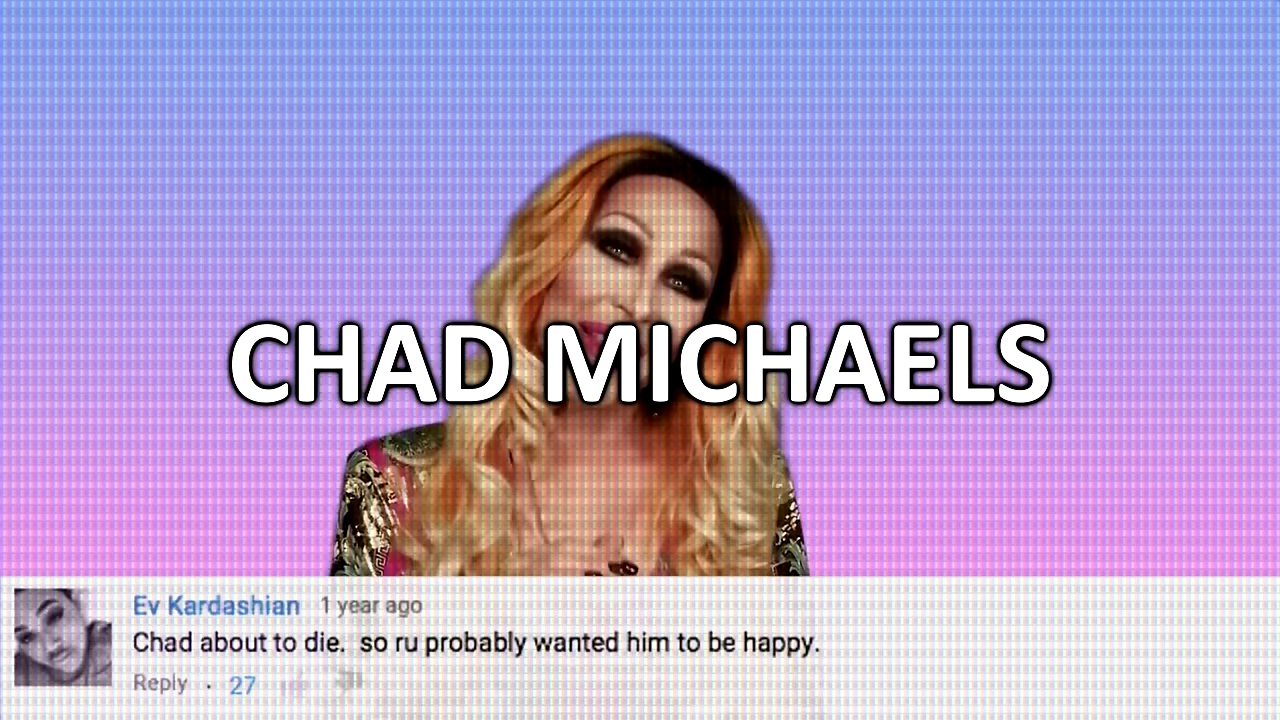 CHAD MICHAELS
Ev Kardashian 1 year ago
Chad about to die. so ru probably wanted him to be happy.
Reply · 27